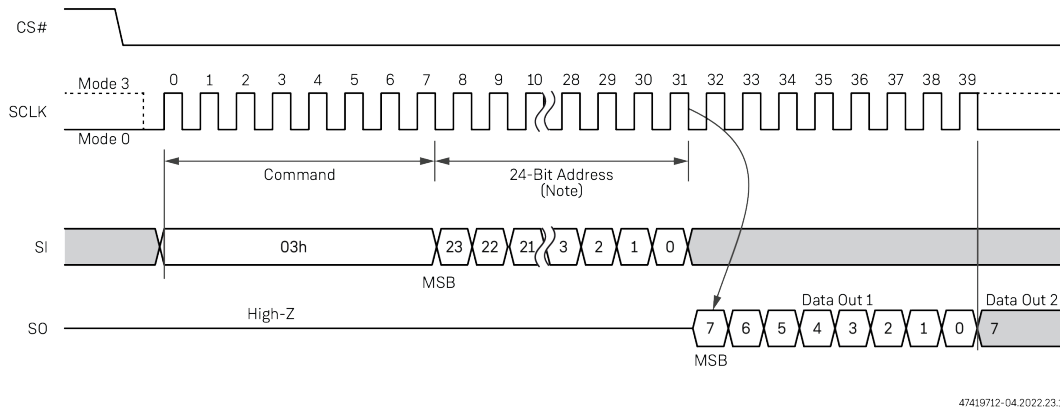 CS#
Mode 3
0 1 2 3 4 5 6 7 8 9 10 28 29 30 31 32 33 34 35 36 37 38 39
SCLK
Mode 0
Command
24-Bit Address
(Note)
SI
03h
23 22 21 3 2 1 0
MSB
High-Z
Data Out 1
Data Out 2
SO
7 6 5 4 3 2 1 0 7
MSB
47419712-04.2022.23.